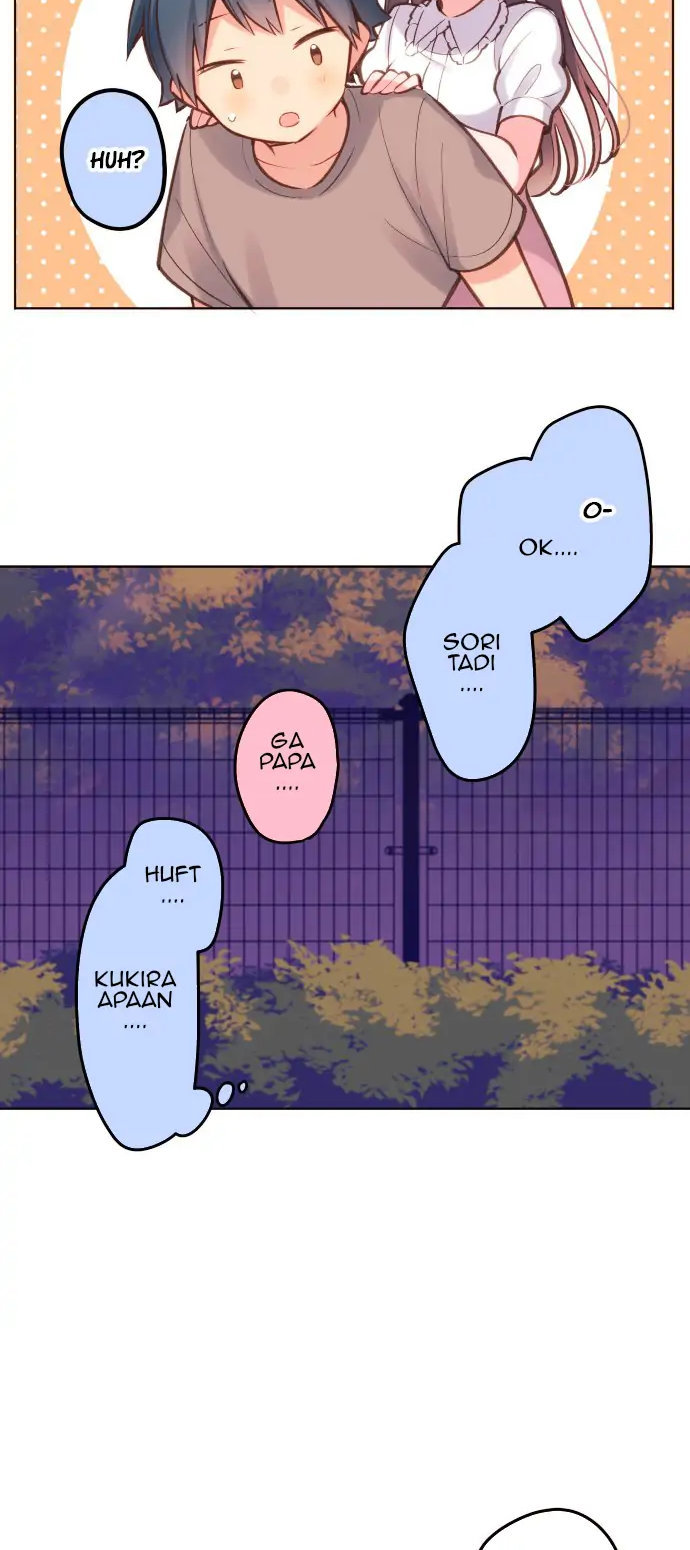 HUH?
O-
OK....
SORI
TADI
....
GA
PAPA
....
HUFT
....
KUKIRA
APAAN
....